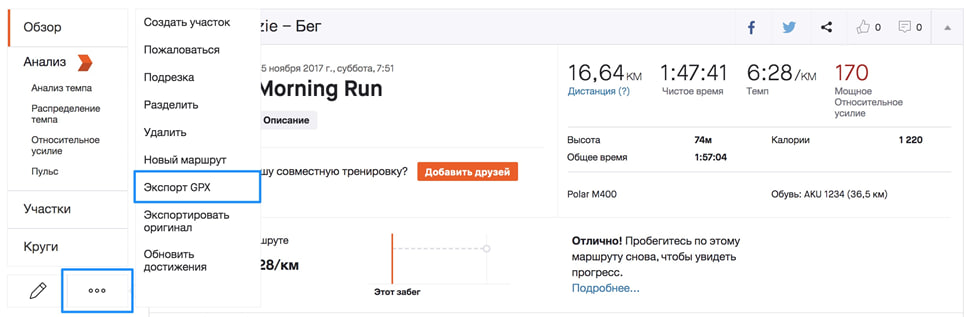 Обзор
Анализ
Анализ темпа
Распределение
темпа
Относительное
усилие
Пульс
Участки
Круги
Создать участок
Пожаловаться
Подрезка
Разделить
Удалить
Новый маршрут
Экспорт GPX
Экспортировать
оригинал
Обновить
достижения
zie – Бег
0
0
5 ноября 2017 г., суббота, 7:51
Morning Run
Описание
шу совместную тренировку? Добавить друзей
16,64км 1:47:41 6:28/км 170
Дистанция (?) Чистое время Темп Мощное
Относительное
усилие
Высота 74м Калории 1 220
Общее время 1:57:04
Polar M400 Обувь: AKU 1234 (36,5 км)
шруте
28/км
Этот забег
Отлично! Пробегитесь по этому
маршруту снова, чтобы увидеть
прогресс.
Подробнее...